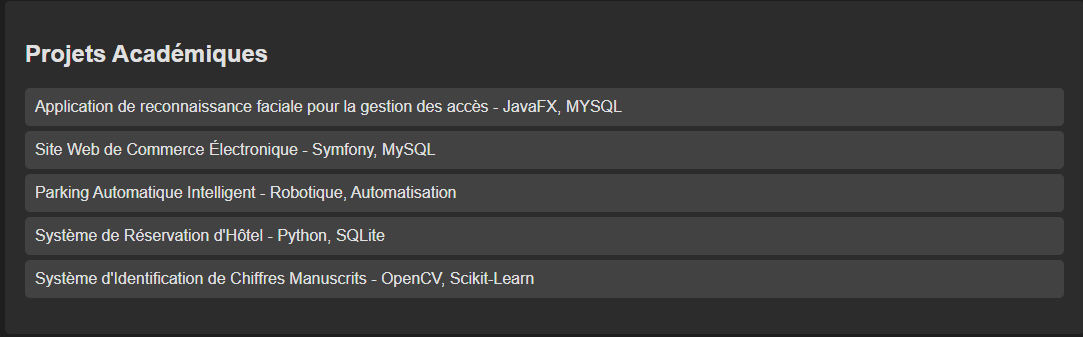 Projets Académiques
Application de reconnaissance faciale pour la gestion des accès - JavaFX, MYSQL
Site Web de Commerce Électronique - Symfony, MySQL
Parking Automatique Intelligent - Robotique, Automatisation
Système de Réservation d'Hôtel - Python, SQLite
Système d'Identification de Chiffres Manuscrits - OpenCV, Scikit-Learn